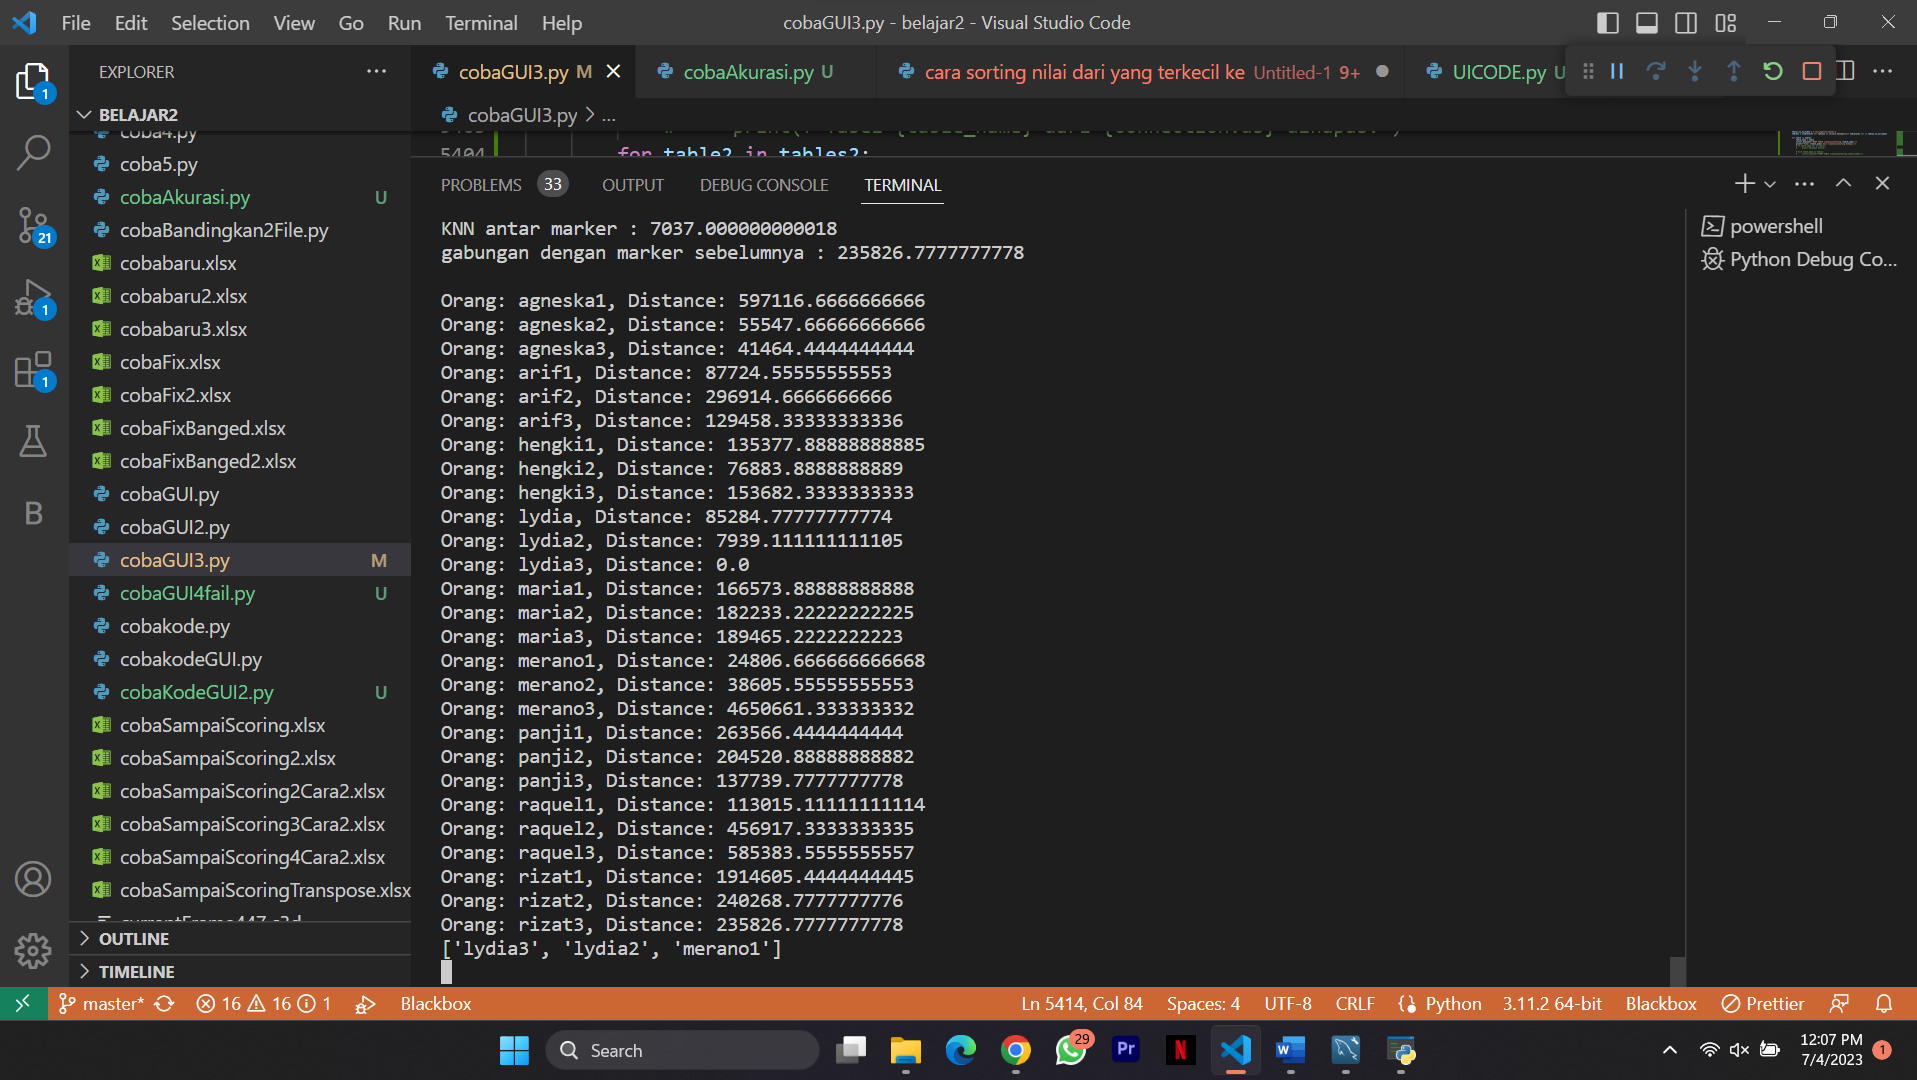 File Edit Selection View Go Run Terminal Help
cobaGUI3.py - belajar2 - Visual Studio Code
EXPLORER
cobaGUI3.py M
cobaAkurasi.py U
cara sorting nilai dari yang terkecil ke Untitled-1 9+
UICODE.py U
BELAJAR2
cobaGUI3.py > ...
coba4.py
coba5.py
cobaAkurasi.py U
cobaBandingkan2File.py
cobabaru.xlsx
cobabaru2.xlsx
cobabaru3.xlsx
cobaFix.xlsx
cobaFix2.xlsx
cobaFixBanged.xlsx
cobaFixBanged2.xlsx
cobaGUI.py
cobaGUI2.py
cobaGUI3.py M
cobaGUI4fail.py U
cobakode.py
cobakodeGUI.py
cobaKodeGUI2.py U
cobaSampaiScoring.xlsx
cobaSampaiScoring2.xlsx
cobaSampaiScoring2Cara2.xlsx
cobaSampaiScoring3Cara2.xlsx
cobaSampaiScoring4Cara2.xlsx
cobaSampaiScoringTranspose.xlsx
OUTLINE
TIMELINE
1
21
1
1
B
5404 for table2 in tables2:
PROBLEMS 33 OUTPUT DEBUG CONSOLE TERMINAL
powershell
Python Debug Co...
KNN antar marker : 7037.000000000018
gabungan dengan marker sebelumnya : 235826.7777777778
Orang: agneska1, Distance: 597116.6666666666
Orang: agneska2, Distance: 55547.66666666666
Orang: agneska3, Distance: 41464.4444444444
Orang: arif1, Distance: 87724.55555555553
Orang: arif2, Distance: 296914.6666666666
Orang: arif3, Distance: 129458.33333333336
Orang: hengki1, Distance: 135377.88888888885
Orang: hengki2, Distance: 76883.8888888889
Orang: hengki3, Distance: 153682.3333333333
Orang: lydia, Distance: 85284.77777777774
Orang: lydia2, Distance: 7939.111111111105
Orang: lydia3, Distance: 0.0
Orang: maria1, Distance: 166573.88888888888
Orang: maria2, Distance: 182233.22222222225
Orang: maria3, Distance: 189465.2222222223
Orang: merano1, Distance: 24806.666666666668
Orang: merano2, Distance: 38605.55555555553
Orang: merano3, Distance: 4650661.333333332
Orang: panji1, Distance: 263566.4444444444
Orang: panji2, Distance: 204520.88888888882
Orang: panji3, Distance: 137739.7777777778
Orang: raquel1, Distance: 113015.11111111114
Orang: raquel2, Distance: 456917.3333333335
Orang: raquel3, Distance: 585383.5555555557
Orang: rizat1, Distance: 1914605.4444444445
Orang: rizat2, Distance: 240268.7777777776
Orang: rizat3, Distance: 235826.7777777778
['lydia3', 'lydia2', 'merano1']
master* 16 16 1 Blackbox
Ln 5414, Col 84 Spaces: 4 UTF-8 CRLF Python 3.11.2 64-bit Blackbox Prettier
Search
29
Pr
N
W
12:07 PM
7/4/2023
1